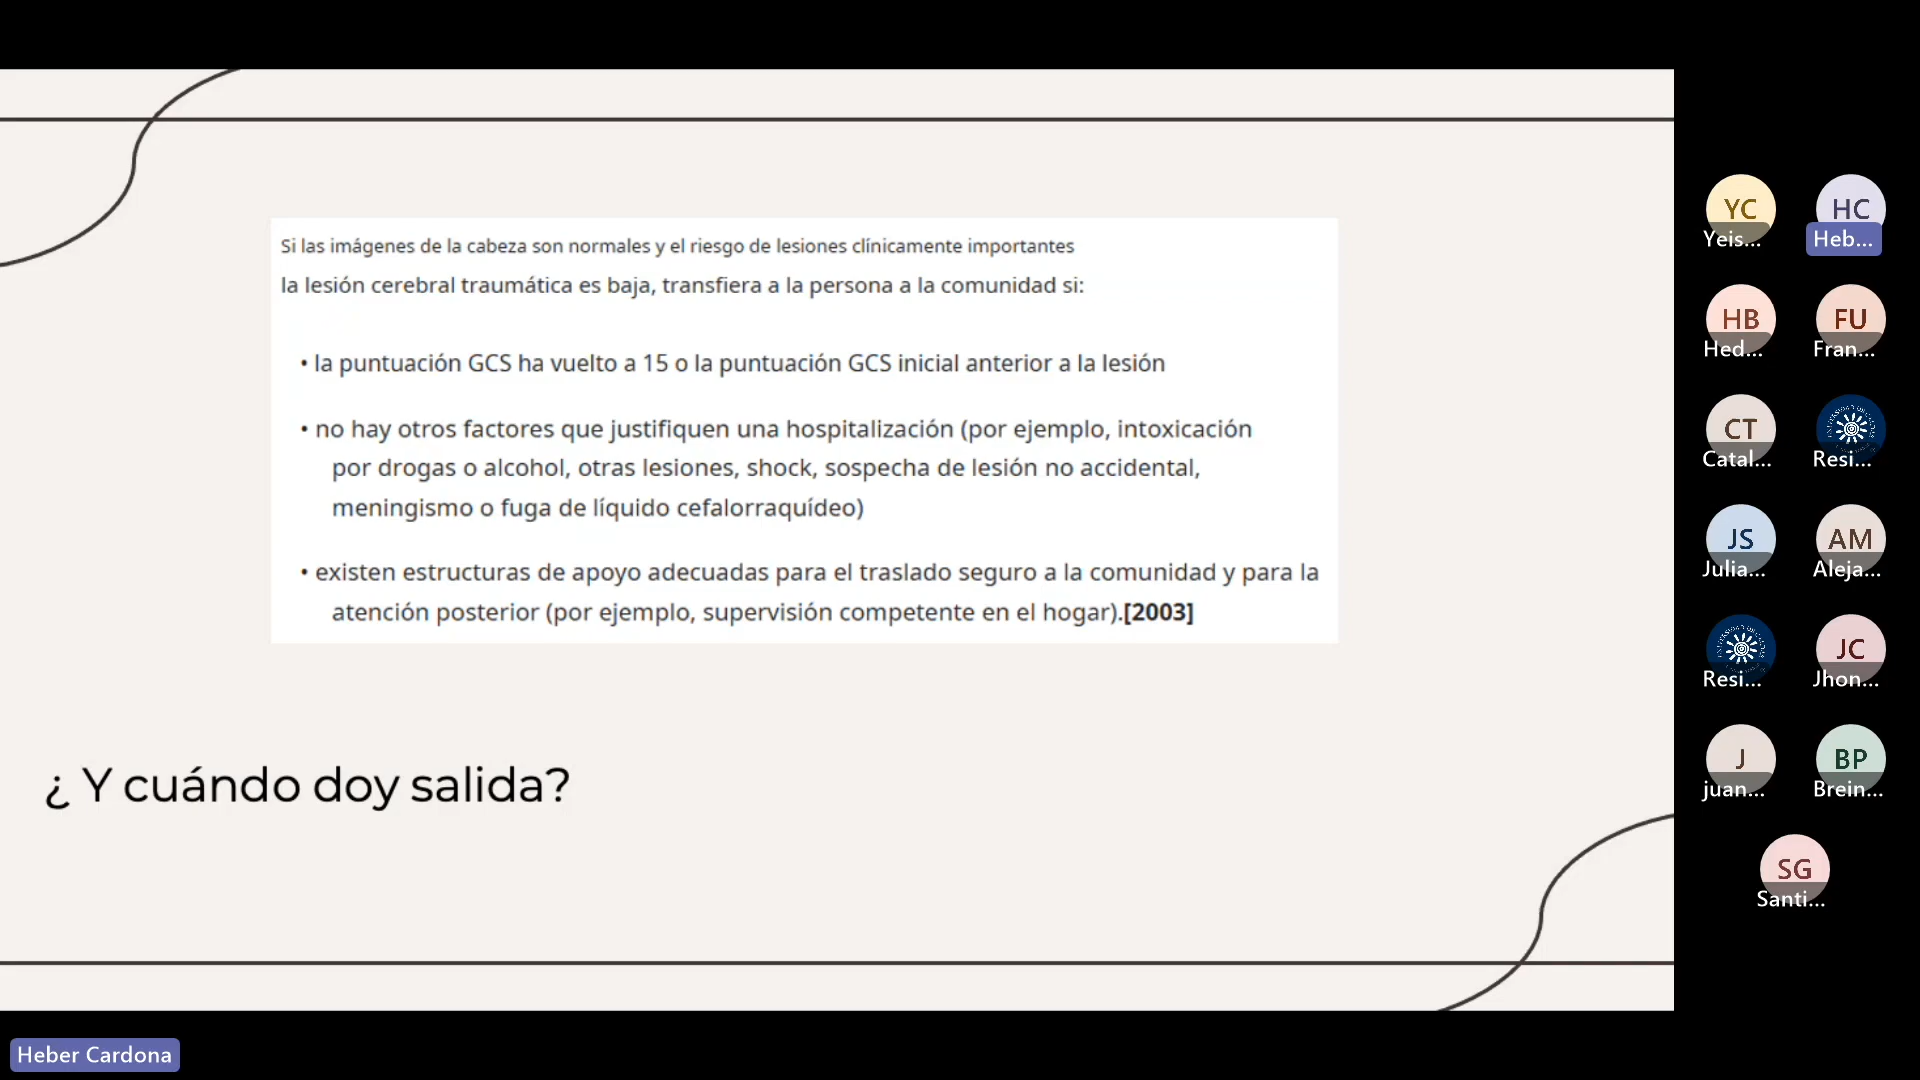 Si las imágenes de la cabeza son normales y el riesgo de lesiones clínicamente importantes
la lesión cerebral traumática es baja, transfiera a la persona a la comunidad si:
• la puntuación GCS ha vuelto a 15 o la puntuación GCS inicial anterior a la lesión
• no hay otros factores que justifiquen una hospitalización (por ejemplo, intoxicación
por drogas o alcohol, otras lesiones, shock, sospecha de lesión no accidental,
meningismo o fuga de líquido cefalorraquídeo)
• existen estructuras de apoyo adecuadas para el traslado seguro a la comunidad y para la
atención posterior (por ejemplo, supervisión competente en el hogar).[2003]
¿ Y cuándo doy salida?
YC
Yeis...
HC
Heb...
HB
Hed...
FU
Fran...
CT
Catal...
Resi...
JS
Julia...
AM
Aleja...
Resi...
JC
Jhon...
J
juan...
BP
Brein...
SG
Santi...
Heber Cardona